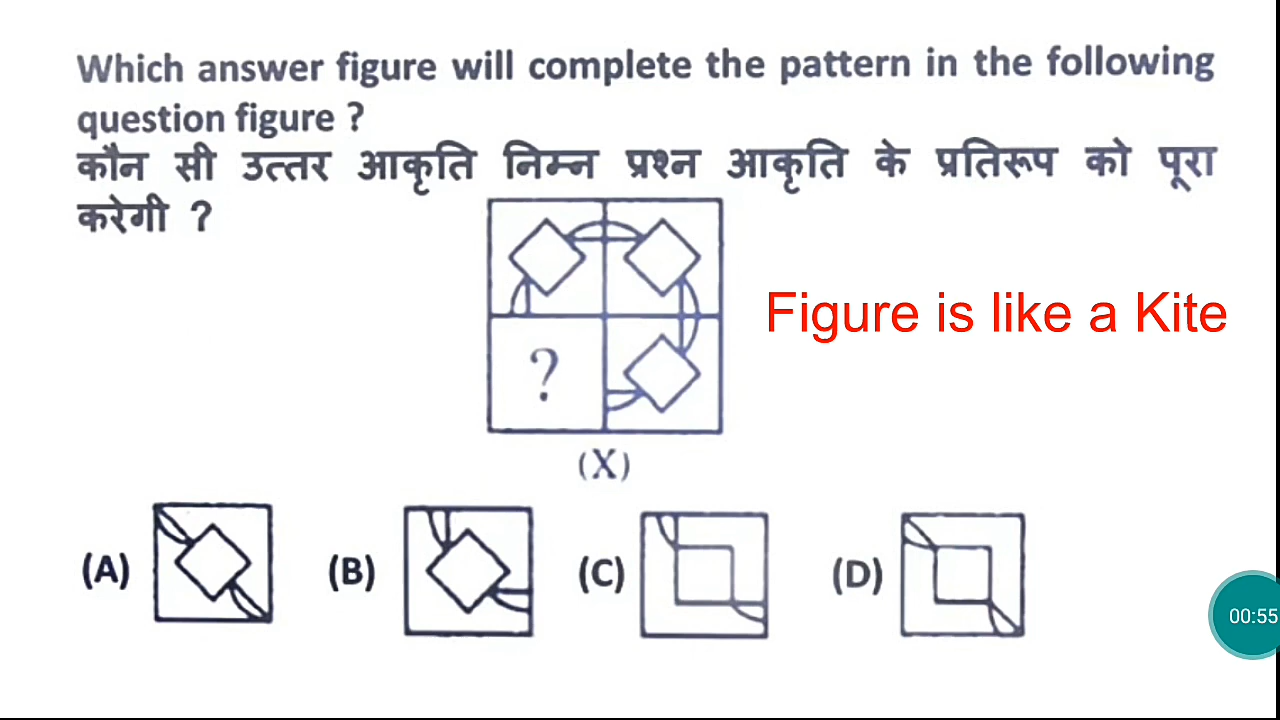 Which answer figure will complete the pattern in the following
question figure ?
कौन सी उत्तर आकृति निम्न प्रश्न आकृति के प्रतिरूप को पूरा
करेगी ?
Figure is like a Kite
?
(X)
(A) (B) (C) (D)
00:55